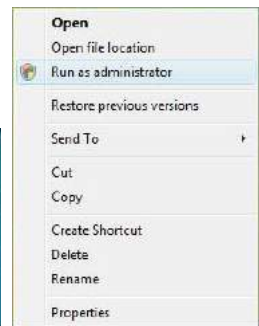 Open
Open file location
Run as administrator
Restore previous versions
Send To
Cut
Copy
Create Shortcut
Delete
Rename
Properties